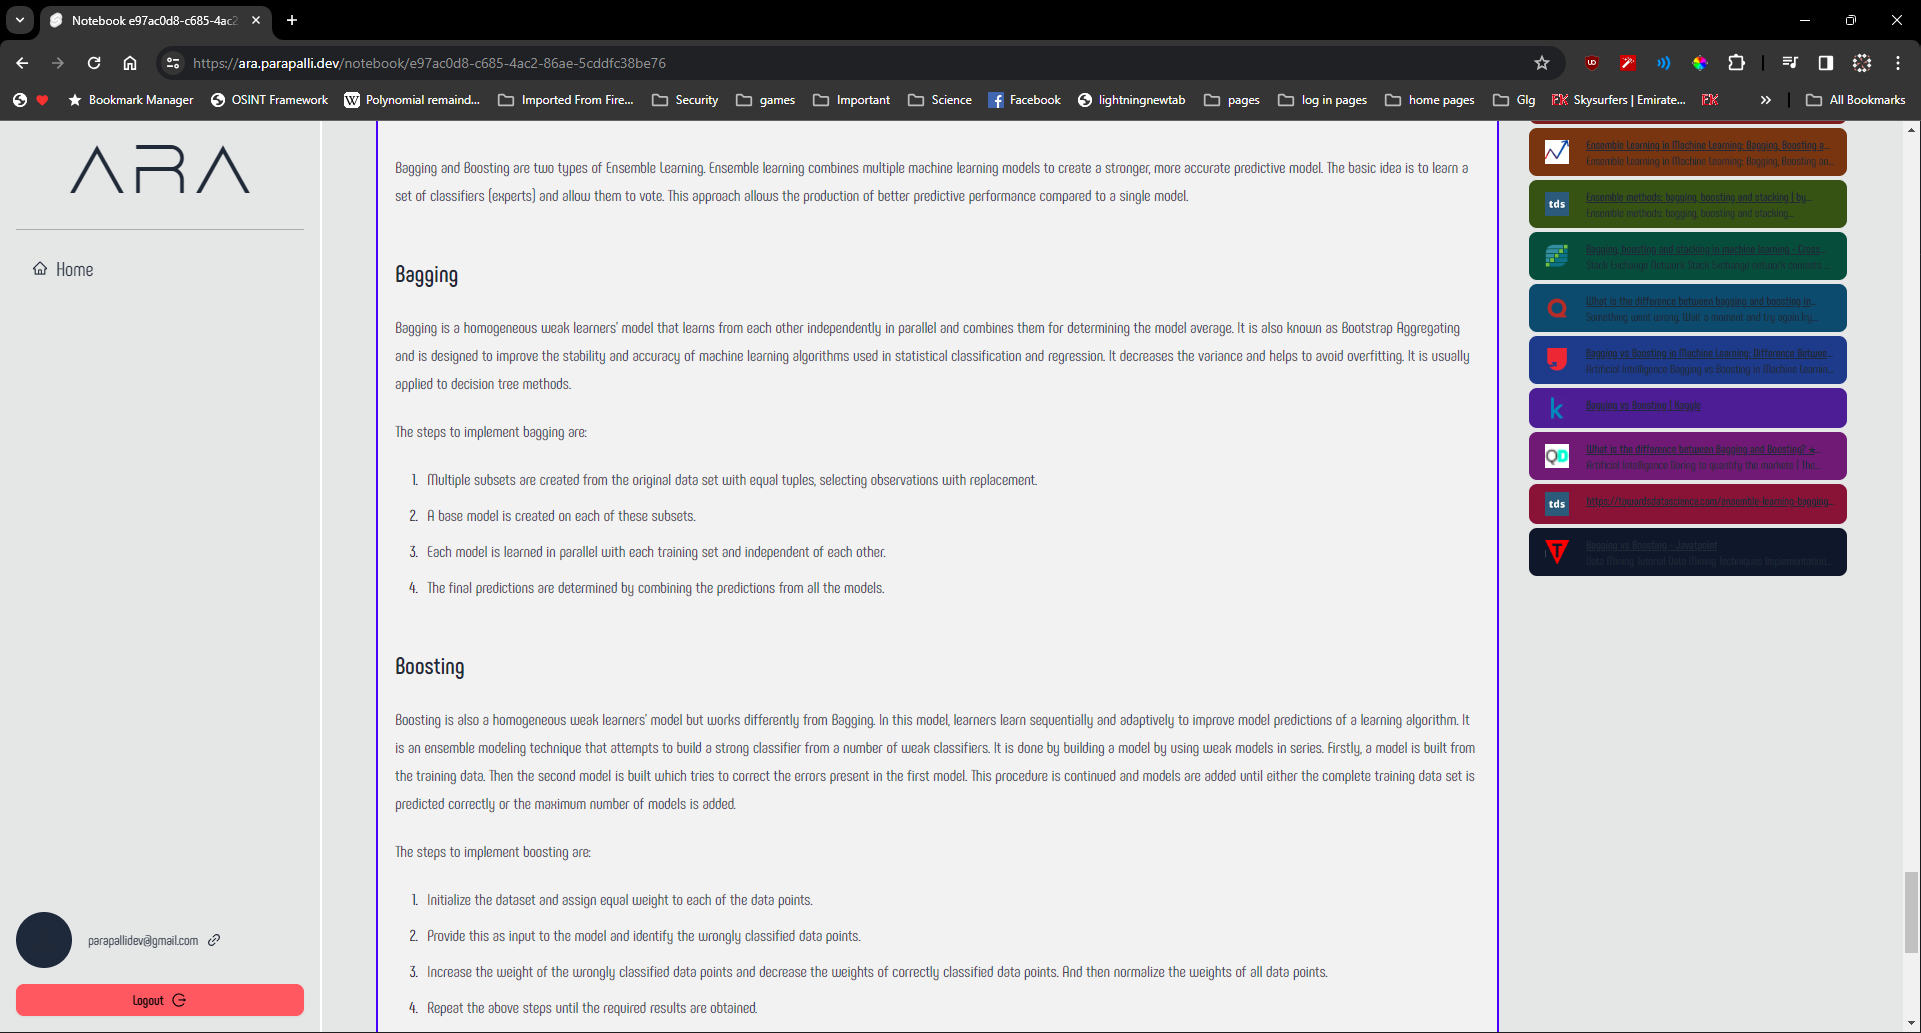 Notebook e97ac0d8-c685-4ac2
https://ara.parapalli.dev/notebook/e97ac0d8-c685-4ac2-86ae-5cddfc38be76
Bookmark Manager OSINT Framework Polynomial remaind... Imported From Fire... Security games Important Science Facebook lightningnewtab pages log in pages home pages Glg Skysurfers | Emirate... All Bookmarks
ARA
Home
Bagging and Boosting are two types of Ensemble Learning. Ensemble learning combines multiple machine learning models to create a stronger, more accurate predictive model. The basic idea is to learn a
set of classifiers (experts) and allow them to vote. This approach allows the production of better predictive performance compared to a single model.
Bagging
Bagging is a homogeneous weak learners' model that learns from each other independently in parallel and combines them for determining the model average. It is also known as Bootstrap Aggregating
and is designed to improve the stability and accuracy of machine learning algorithms used in statistical classification and regression. It decreases the variance and helps to avoid overfitting. It is usually
applied to decision tree methods.
The steps to implement bagging are:
1. Multiple subsets are created from the original data set with equal tuples, selecting observations with replacement.
2. A base model is created on each of these subsets.
3. Each model is learned in parallel with each training set and independent of each other.
4. The final predictions are determined by combining the predictions from all the models.
Boosting
Boosting is also a homogeneous weak learners' model but works differently from Bagging. In this model, learners learn sequentially and adaptively to improve model predictions of a learning algorithm. It
is an ensemble modeling technique that attempts to build a strong classifier from a number of weak classifiers. It is done by building a model by using weak models in series. Firstly, a model is built from
the training data. Then the second model is built which tries to correct the errors present in the first model. This procedure is continued and models are added until either the complete training data set is
predicted correctly or the maximum number of models is added.
The steps to implement boosting are:
1. Initialize the dataset and assign equal weight to each of the data points.
2. Provide this as input to the model and identify the wrongly classified data points.
3. Increase the weight of the wrongly classified data points and decrease the weights of correctly classified data points. And then normalize the weights of all data points.
4. Repeat the above steps until the required results are obtained.
Ensemble Learning in Machine Learning: Bagging, Boosting a...
Ensemble Learning in Machine Learning: Bagging, Boosting an...
tds
Ensemble methods: bagging, boosting and stacking | by...
Ensemble methods: bagging, boosting and stacking...
Bagging, boosting and stacking in machine learning - Cross...
Stack Exchange Network Stack Exchange network consists ...
What is the difference between bagging and boosting in...
Something went wrong. Wait a moment and try again.Try...
Bagging vs Boosting in Machine Learning: Difference Betwee...
Artificial Intelligence Bagging vs Boosting in Machine Learnin...
k
Bagging vs Boosting | Kaggle
QD
What is the difference between Bagging and Boosting?
Artificial Intelligence Daring to quantify the markets | The...
tds
https://towardsdatascience.com/ensemble-learning-bagging...
Bagging vs Boosting - Javatpoint
Data Mining Tutorial Data Mining Techniques Implementation...
parapallidev@gmail.com
Logout